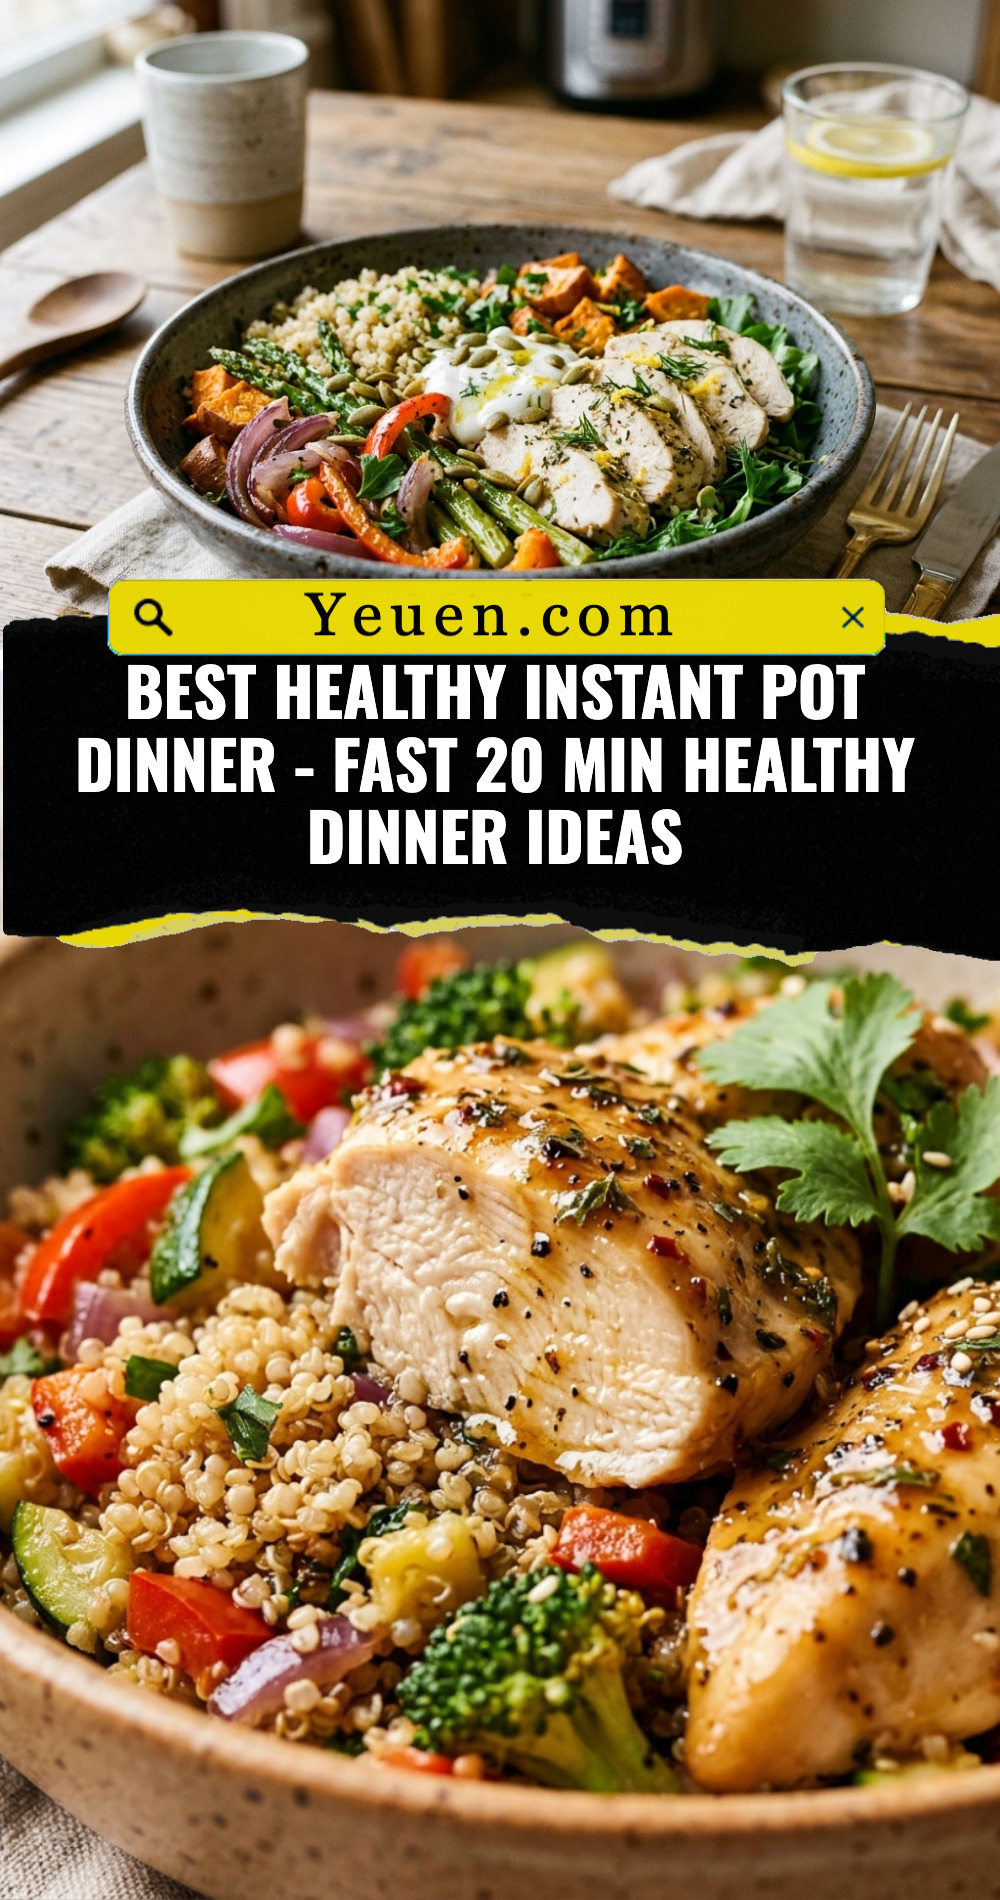 Yeuen.com
BEST HEALTHY INSTANT POT
DINNER - FAST 20 MIN HEALTHY
DINNER IDEAS